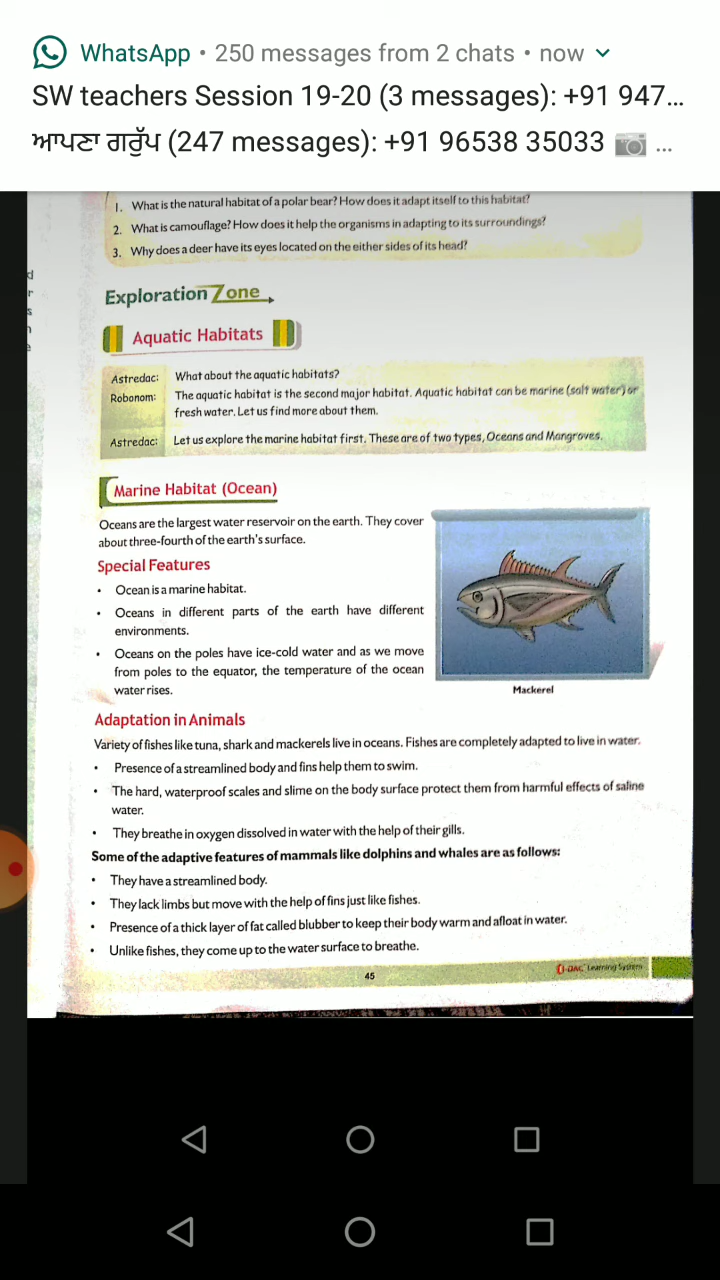 WhatsApp • 250 messages from 2 chats • now
SW teachers Session 19-20 (3 messages): +91 947...
ਆਪਣਾ ਗਰੁੱਪ (247 messages): +91 96538 35033 📷 ...
1. What is the natural habitat of a polar bear? How does it adapt itself to this habitat?
2. What is camouflage? How does it help the organisms in adapting to its surroundings?
3. Why does a deer have its eyes located on the either sides of its head?
d
r
s
e
Exploration Zone
Aquatic Habitats
Astredac: What about the aquatic habitats?
Robonom: The aquatic habitat is the second major habitat. Aquatic habitat can be marine (salt water) or
fresh water. Let us find more about them.
Astredac: Let us explore the marine habitat first. These are of two types, Oceans and Mangroves.
Marine Habitat (Ocean)
Oceans are the largest water reservoir on the earth. They cover
about three-fourth of the earth's surface.
Special Features
• Ocean is a marine habitat.
• Oceans in different parts of the earth have different
environments.
• Oceans on the poles have ice-cold water and as we move
from poles to the equator, the temperature of the ocean
water rises.
Mackerel
Adaptation in Animals
Variety of fishes like tuna, shark and mackerels live in oceans. Fishes are completely adapted to live in water.
• Presence of a streamlined body and fins help them to swim.
• The hard, waterproof scales and slime on the body surface protect them from harmful effects of saline
water.
• They breathe in oxygen dissolved in water with the help of their gills.
Some of the adaptive features of mammals like dolphins and whales are as follows:
• They have a streamlined body.
• They lack limbs but move with the help of fins just like fishes.
• Presence of a thick layer of fat called blubber to keep their body warm and afloat in water.
• Unlike fishes, they come up to the water surface to breathe.
45
Learning System